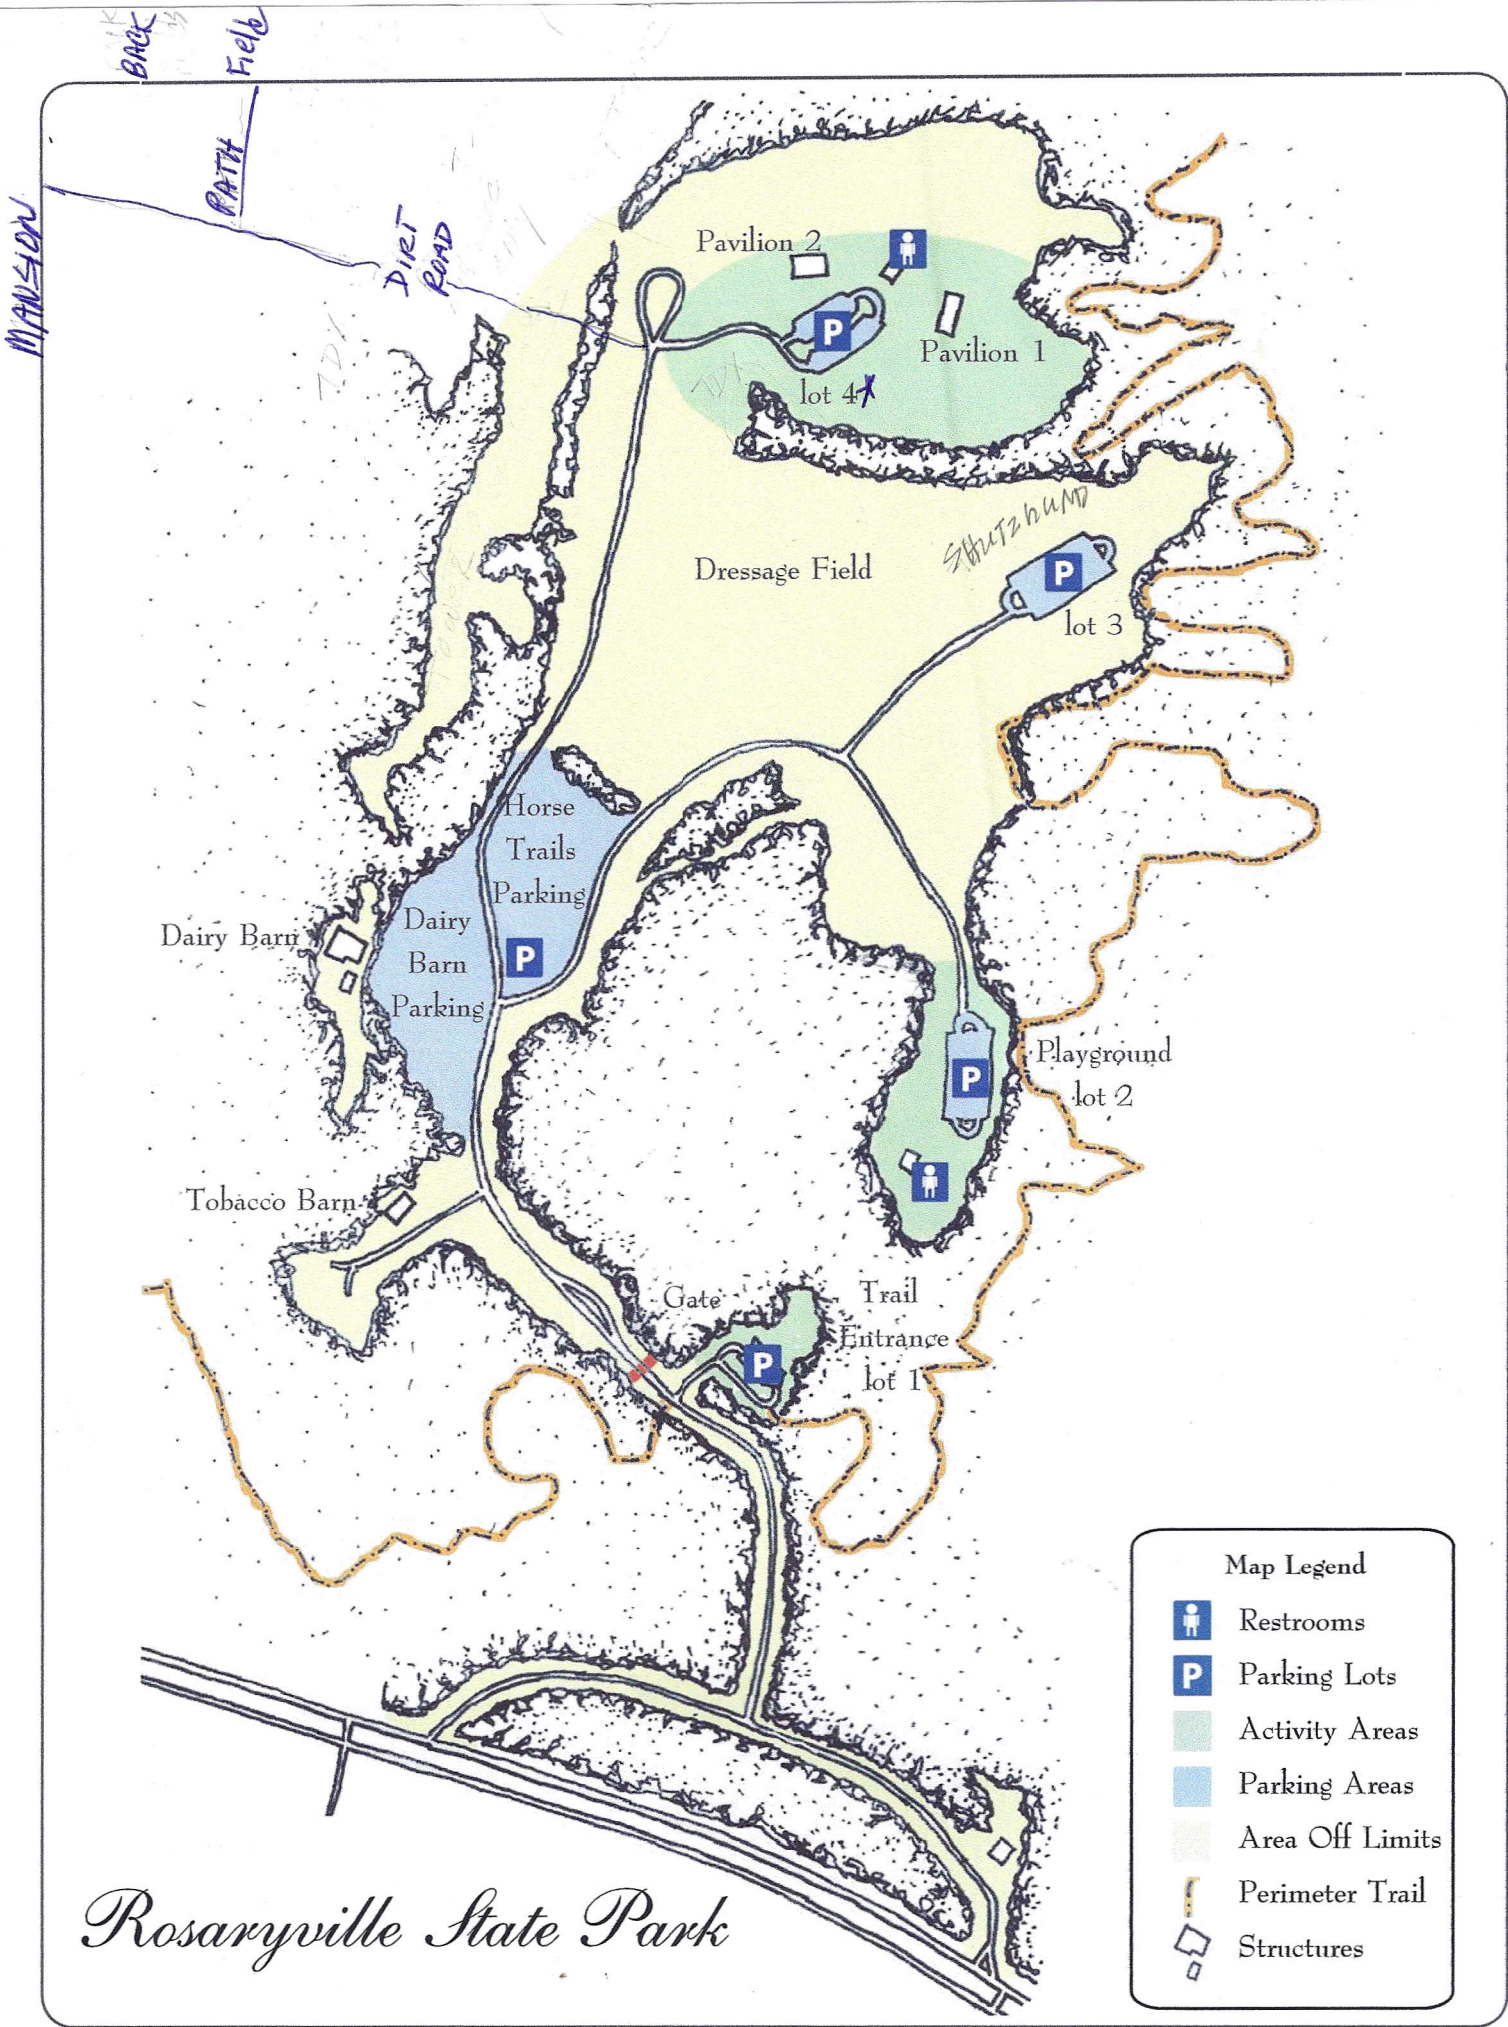 BACK
Field
PATH
MANSION
DIRT
ROAD
Pavilion 2
P
Pavilion 1
lot 4
SHUTZHUND
Dressage Field
P
lot 3
Horse
Trails
Parking
Dairy
Barn
Parking
P
Dairy Barn
Playground
lot 2
P
Tobacco Barn
Gate
Trail
Entrance
lot 1
P
Map Legend
Restrooms
P Parking Lots
Activity Areas
Parking Areas
Area Off Limits
Perimeter Trail
Structures
Rosaryville State Park